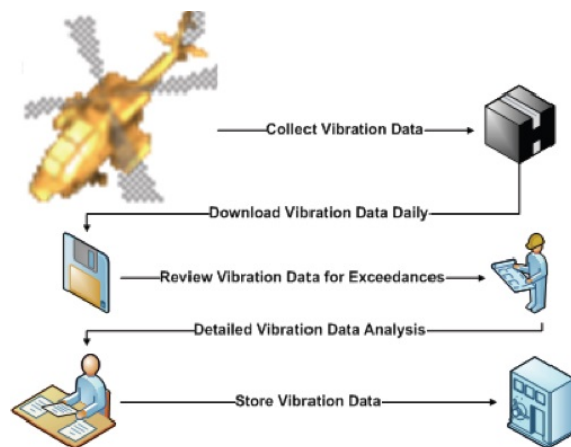 Collect Vibration Data
Download Vibration Data Daily
Review Vibration Data for Exceedances
Detailed Vibration Data Analysis
Store Vibration Data